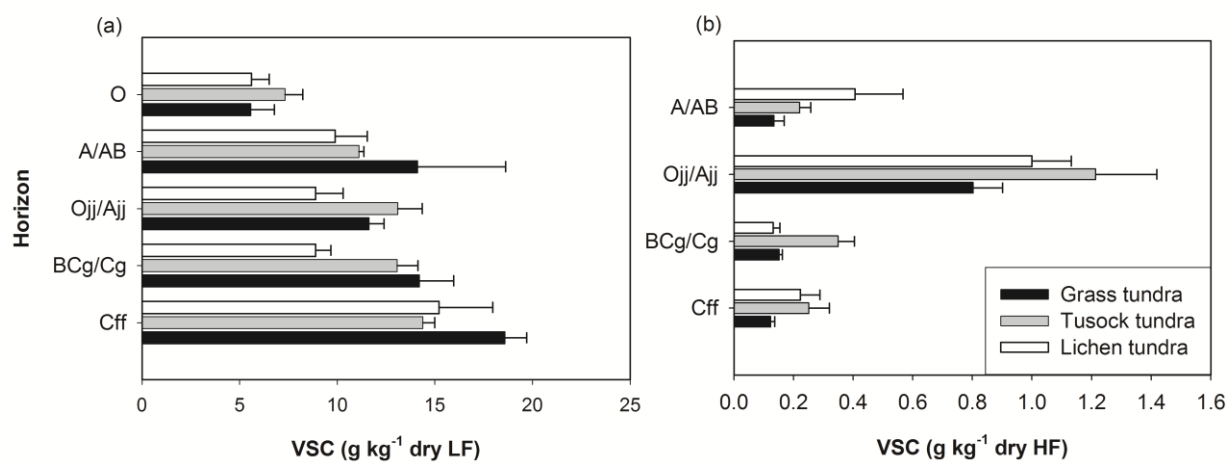 (a)
Horizon
O
A/AB
Ojj/Ajj
BCg/Cg
Cff
0 5 10 15 20 25
VSC (g kg⁻¹ dry LF)
(b)
A/AB
Ojj/Ajj
BCg/Cg
Cff
Grass tundra
Tusock tundra
Lichen tundra
0.0 0.2 0.4 0.6 0.8 1.0 1.2 1.4 1.6
VSC (g kg⁻¹ dry HF)